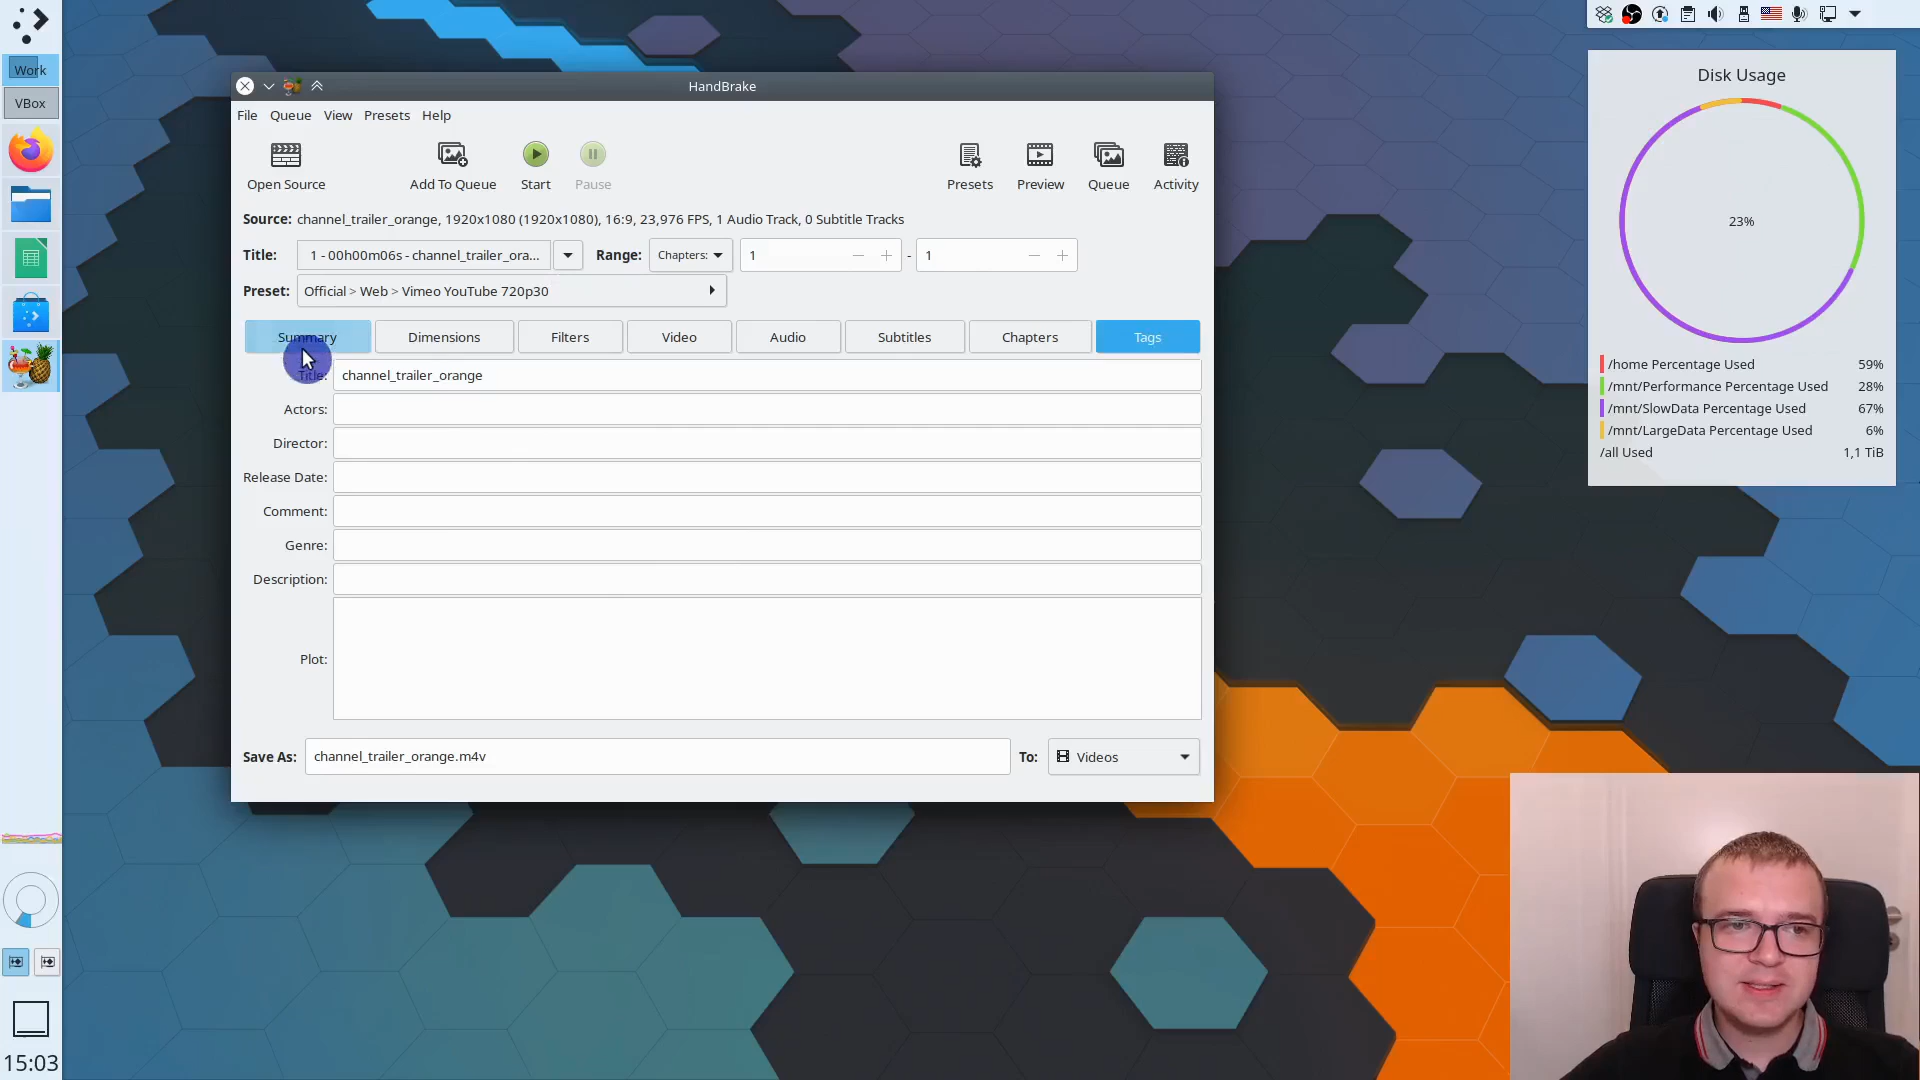 Work
VBox
15:03
HandBrake
File Queue View Presets Help
Open Source Add To Queue Start Pause Presets Preview Queue Activity
Source: channel_trailer_orange, 1920x1080 (1920x1080), 16:9, 23,976 FPS, 1 Audio Track, 0 Subtitle Tracks
Title: 1 - 00h00m06s - channel_trailer_ora... Range: Chapters: 1 - 1
Preset: Official > Web > Vimeo YouTube 720p30
Summary Dimensions Filters Video Audio Subtitles Chapters Tags
Title: channel_trailer_orange
Actors:
Director:
Release Date:
Comment:
Genre:
Description:
Plot:
Save As: channel_trailer_orange.m4v To: Videos
Disk Usage
23%
/home Percentage Used 59%
/mnt/Performance Percentage Used 28%
/mnt/SlowData Percentage Used 67%
/mnt/LargeData Percentage Used 6%
/all Used 1,1 TiB